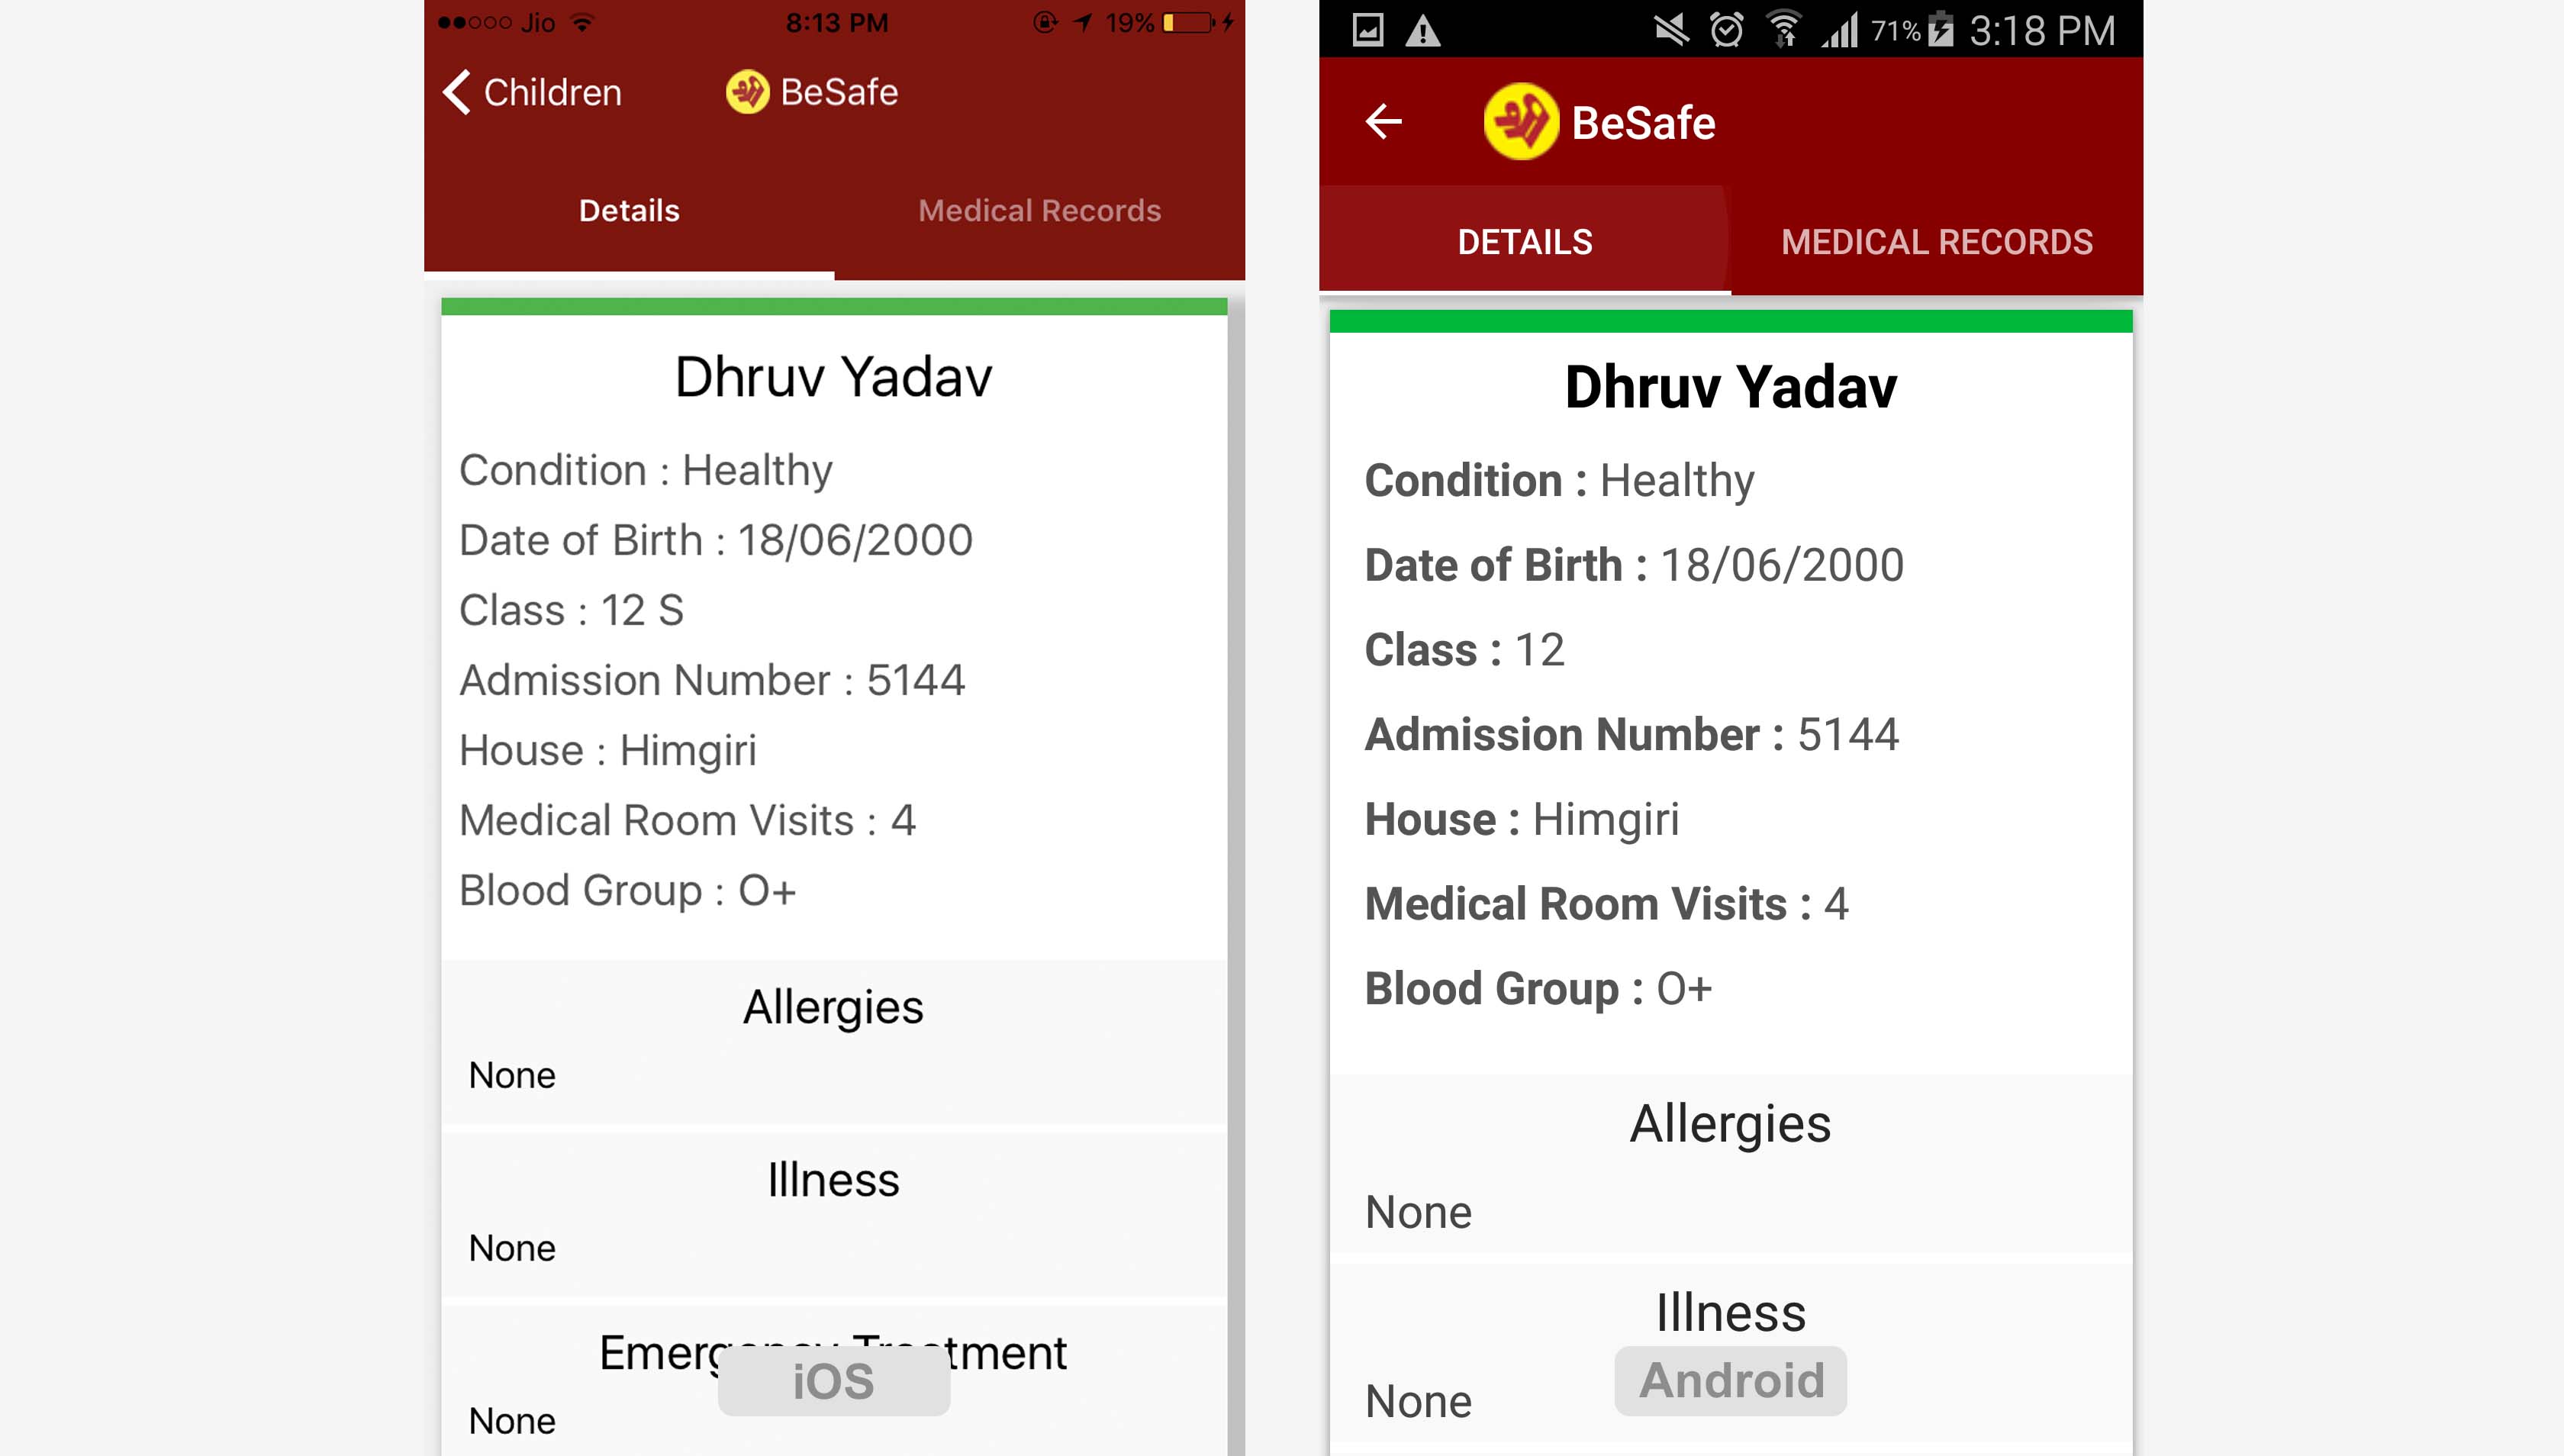 Jio 8:13 PM 19%
Children BeSafe
Details Medical Records
Dhruv Yadav
Condition : Healthy
Date of Birth : 18/06/2000
Class : 12 S
Admission Number : 5144
House : Himgiri
Medical Room Visits : 4
Blood Group : O+
Allergies
None
Illness
None
Emergency Treatment
None
iOS
71% 3:18 PM
BeSafe
DETAILS MEDICAL RECORDS
Dhruv Yadav
Condition : Healthy
Date of Birth : 18/06/2000
Class : 12
Admission Number : 5144
House : Himgiri
Medical Room Visits : 4
Blood Group : O+
Allergies
None
Illness
None
Android